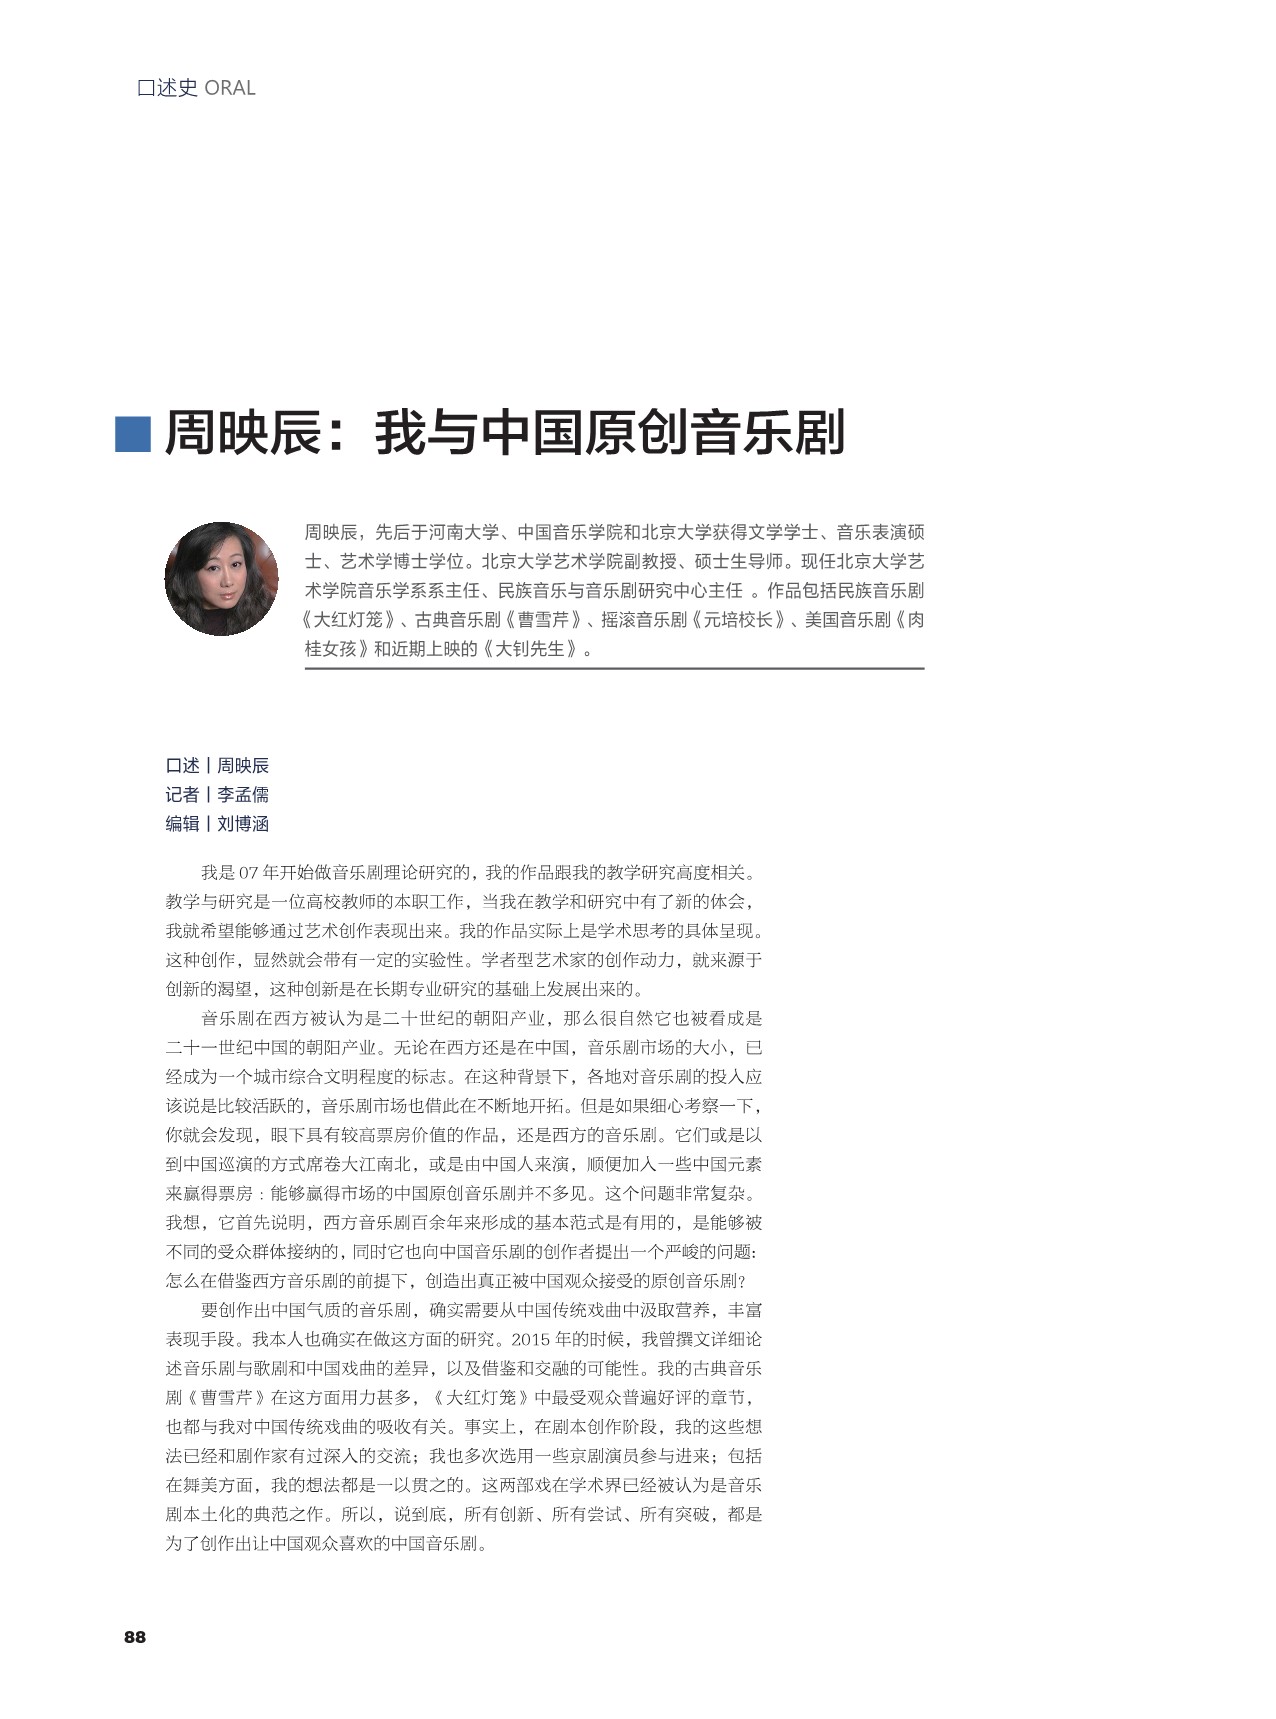 口述史 ORAL
周映辰：我与中国原创音乐剧
周映辰，先后于河南大学、中国音乐学院和北京大学获得文学学士、音乐表演硕
士、艺术学博士学位。北京大学艺术学院副教授、硕士生导师。现任北京大学艺
术学院音乐学系系主任、民族音乐与音乐剧研究中心主任 。作品包括民族音乐剧
《大红灯笼》、古典音乐剧《曹雪芹》、摇滚音乐剧《元培校长》、美国音乐剧《肉
桂女孩》和近期上映的《大钊先生》。
口述｜周映辰
记者｜李孟儒
编辑｜刘博涵
我是 07 年开始做音乐剧理论研究的，我的作品跟我的教学研究高度相关。
教学与研究是一位高校教师的本职工作，当我在教学和研究中有了新的体会，
我就希望能够通过艺术创作表现出来。我的作品实际上是学术思考的具体呈现。
这种创作，显然就会带有一定的实验性。学者型艺术家的创作动力，就来源于
创新的渴望，这种创新是在长期专业研究的基础上发展出来的。
音乐剧在西方被认为是二十世纪的朝阳产业，那么很自然它也被看成是
二十一世纪中国的朝阳产业。无论在西方还是在中国，音乐剧市场的大小，已
经成为一个城市综合文明程度的标志。在这种背景下，各地对音乐剧的投入应
该说是比较活跃的，音乐剧市场也借此在不断地开拓。但是如果细心考察一下，
你就会发现，眼下具有较高票房价值的作品，还是西方的音乐剧。它们或是以
到中国巡演的方式席卷大江南北，或是由中国人来演，顺便加入一些中国元素
来赢得票房：能够赢得市场的中国原创音乐剧并不多见。这个问题非常复杂。
我想，它首先说明，西方音乐剧百余年来形成的基本范式是有用的，是能够被
不同的受众群体接纳的，同时它也向中国音乐剧的创作者提出一个严峻的问题：
怎么在借鉴西方音乐剧的前提下，创造出真正被中国观众接受的原创音乐剧？
要创作出中国气质的音乐剧，确实需要从中国传统戏曲中汲取营养，丰富
表现手段。我本人也确实在做这方面的研究。2015 年的时候，我曾撰文详细论
述音乐剧与歌剧和中国戏曲的差异，以及借鉴和交融的可能性。我的古典音乐
剧《曹雪芹》在这方面用力甚多，《大红灯笼》中最受观众普遍好评的章节，
也都与我对中国传统戏曲的吸收有关。事实上，在剧本创作阶段，我的这些想
法已经和剧作家有过深入的交流；我也多次选用一些京剧演员参与进来；包括
在舞美方面，我的想法都是一以贯之的。这两部戏在学术界已经被认为是音乐
剧本土化的典范之作。所以，说到底，所有创新、所有尝试、所有突破，都是
为了创作出让中国观众喜欢的中国音乐剧。
88